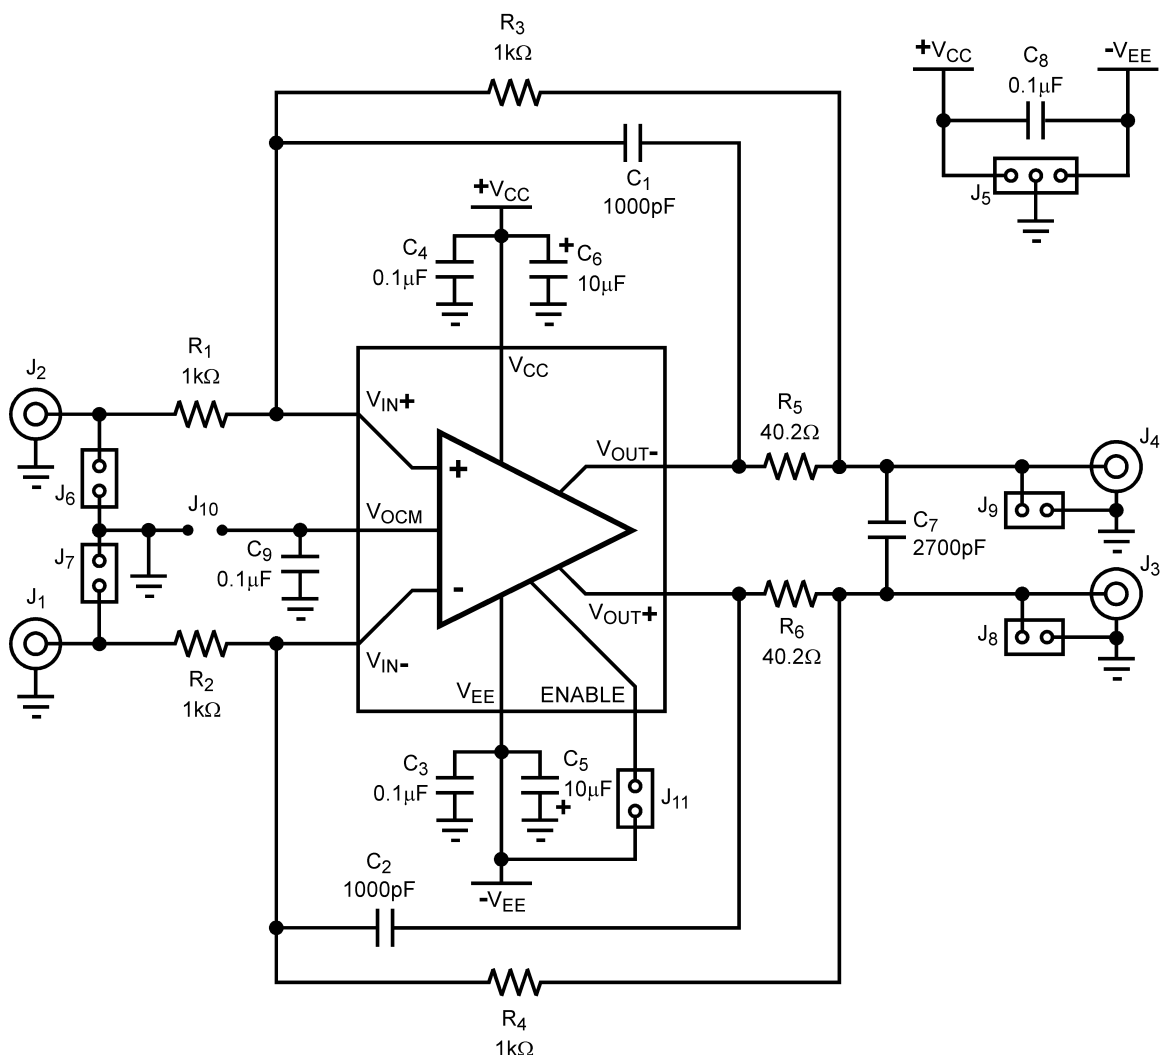 R3
1kΩ
+VCC
C8
0.1μF
-VEE
J5
C1
1000pF
+VCC
C4
0.1μF
+
C6
10μF
R1
1kΩ
J2
VCC
VIN+
R5
40.2Ω
VOUT-
J4
+
J6
J10
VOCM
J9
C7
2700pF
J7
C9
0.1μF
J3
-
J1
VOUT+
R6
40.2Ω
J8
VIN-
R2
1kΩ
VEE
ENABLE
C3
0.1μF
C5
10μF
+
J11
C2
1000pF
-VEE
R4
1kΩ